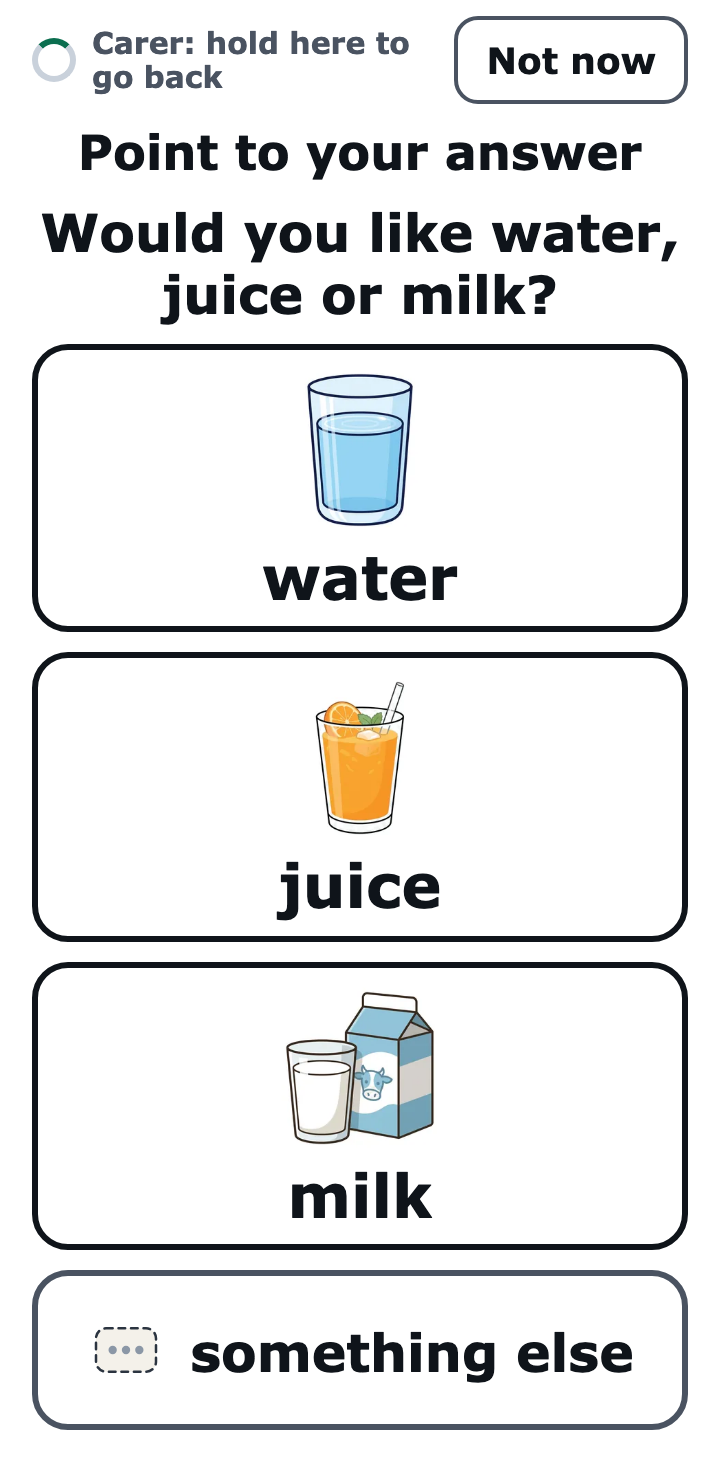 Carer: hold here to
go back
Not now
Point to your answer
Would you like water,
juice or milk?
water
juice
milk
something else